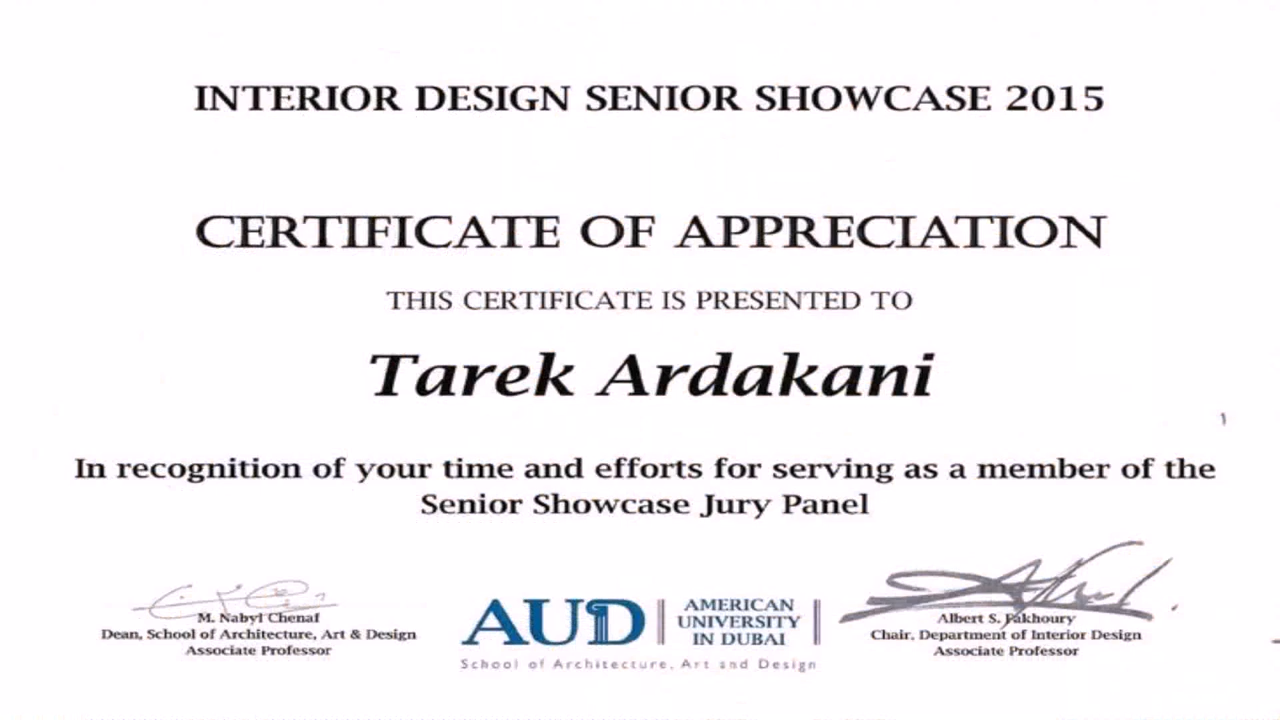 INTERIOR DESIGN SENIOR SHOWCASE 2015
CERTIFICATE OF APPRECIATION
THIS CERTIFICATE IS PRESENTED TO
Tarek Ardakani
In recognition of your time and efforts for serving as a member of the
Senior Showcase Jury Panel
M. Nabyl Chenaf
Dean, School of Architecture, Art & Design
Associate Professor
AUD
AMERICAN
UNIVERSITY
IN DUBAI
School of Architecture, Art and Design
Albert S. Fakhoury
Chair, Department of Interior Design
Associate Professor